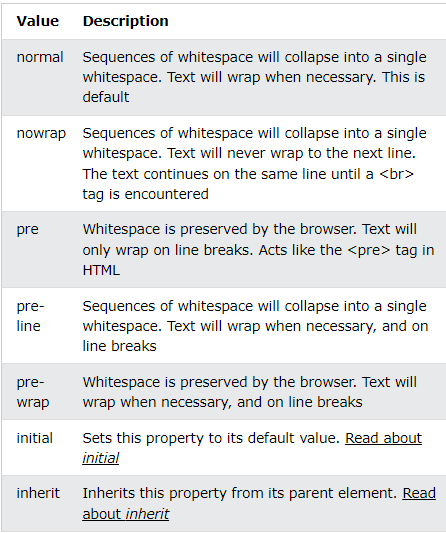 Value Description
normal Sequences of whitespace will collapse into a single
whitespace. Text will wrap when necessary. This is
default
nowrap Sequences of whitespace will collapse into a single
whitespace. Text will never wrap to the next line.
The text continues on the same line until a <br>
tag is encountered
pre Whitespace is preserved by the browser. Text will
only wrap on line breaks. Acts like the <pre> tag in
HTML
pre- Sequences of whitespace will collapse into a single
line whitespace. Text will wrap when necessary, and on
line breaks
pre- Whitespace is preserved by the browser. Text will
wrap wrap when necessary, and on line breaks
initial Sets this property to its default value. Read about
initial
inherit Inherits this property from its parent element. Read
about inherit